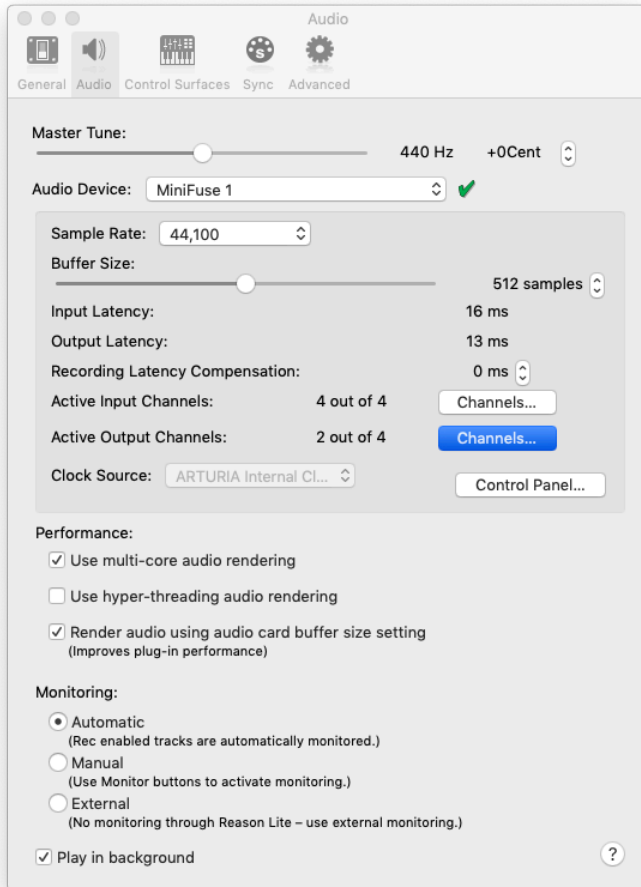 Audio
General Audio Control Surfaces Sync Advanced
Master Tune:
440 Hz +0Cent
Audio Device: MiniFuse 1
Sample Rate: 44,100
Buffer Size:
512 samples
Input Latency: 16 ms
Output Latency: 13 ms
Recording Latency Compensation: 0 ms
Active Input Channels: 4 out of 4 Channels...
Active Output Channels: 2 out of 4 Channels...
Clock Source: ARTURIA Internal Cl...
Control Panel...
Performance:
Use multi-core audio rendering
Use hyper-threading audio rendering
Render audio using audio card buffer size setting
(Improves plug-in performance)
Monitoring:
Automatic
(Rec enabled tracks are automatically monitored.)
Manual
(Use Monitor buttons to activate monitoring.)
External
(No monitoring through Reason Lite – use external monitoring.)
Play in background ?